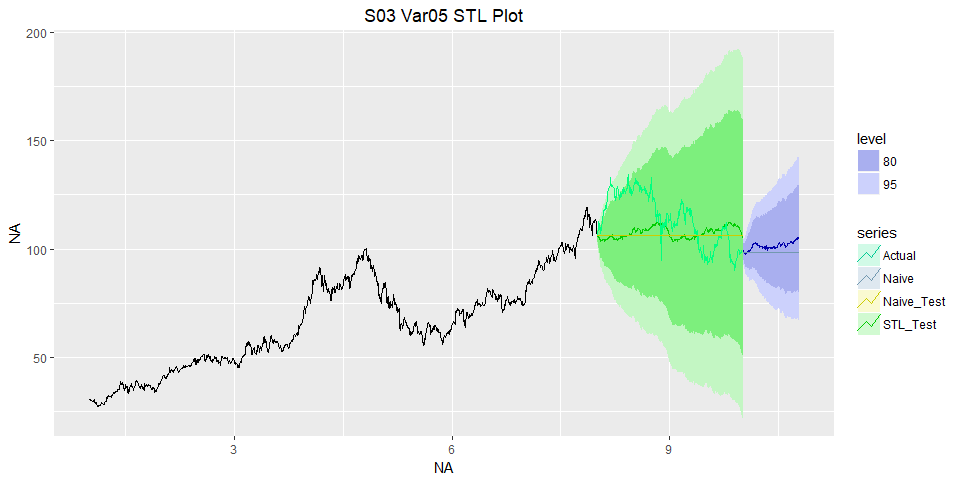 S03 Var05 STL Plot
200
150
100
50
NA
3
6
9
NA
level
80
95
series
Actual
Naive
Naive_Test
STL_Test